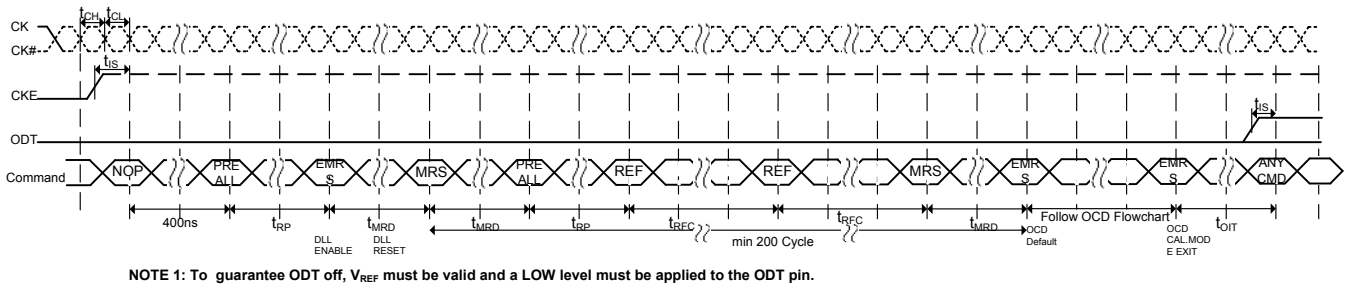 tCH tCL
CK
CK#
tIS
CKE
tIS
ODT
Command NOP PRE ALL EMR S MRS PRE ALL REF REF MRS EMR S EMR S ANY CMD
400ns tRP tMRD tMRD tRP tRFC tRFC tMRD Follow OCD Flowchart tOIT
DLL ENABLE DLL RESET min 200 Cycle OCD Default OCD CAL.MOD E EXIT
NOTE 1: To guarantee ODT off, VREF must be valid and a LOW level must be applied to the ODT pin.